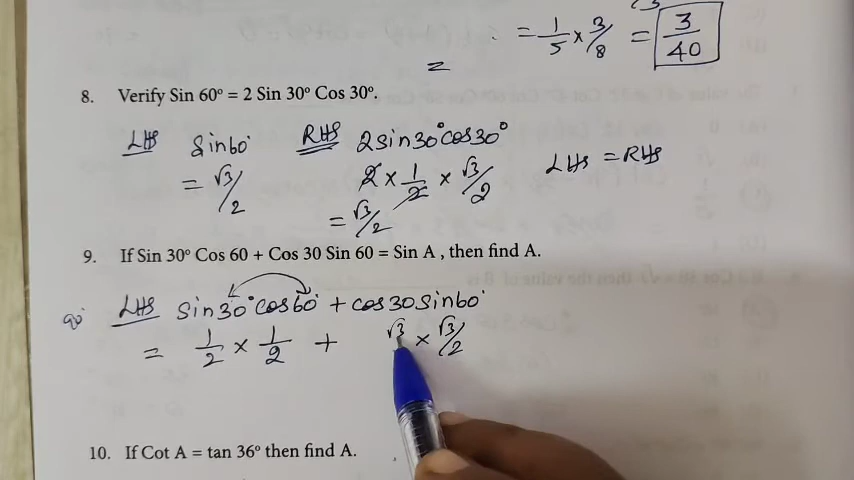 = 1/5 × 3/8 = 3/40
8. Verify Sin 60° = 2 Sin 30° Cos 30°.
LHS sin60° RHS 2sin30°cos30°
= √3/2 2 × 1/2 × √3/2 LHS = RHS
= √3/2
9. If Sin 30° Cos 60 + Cos 30 Sin 60 = Sin A , then find A.
90° LHS sin30°cos60° + cos30sin60°
= 1/2 × 1/2 + √3 × √3/2
10. If Cot A = tan 36° then find A.